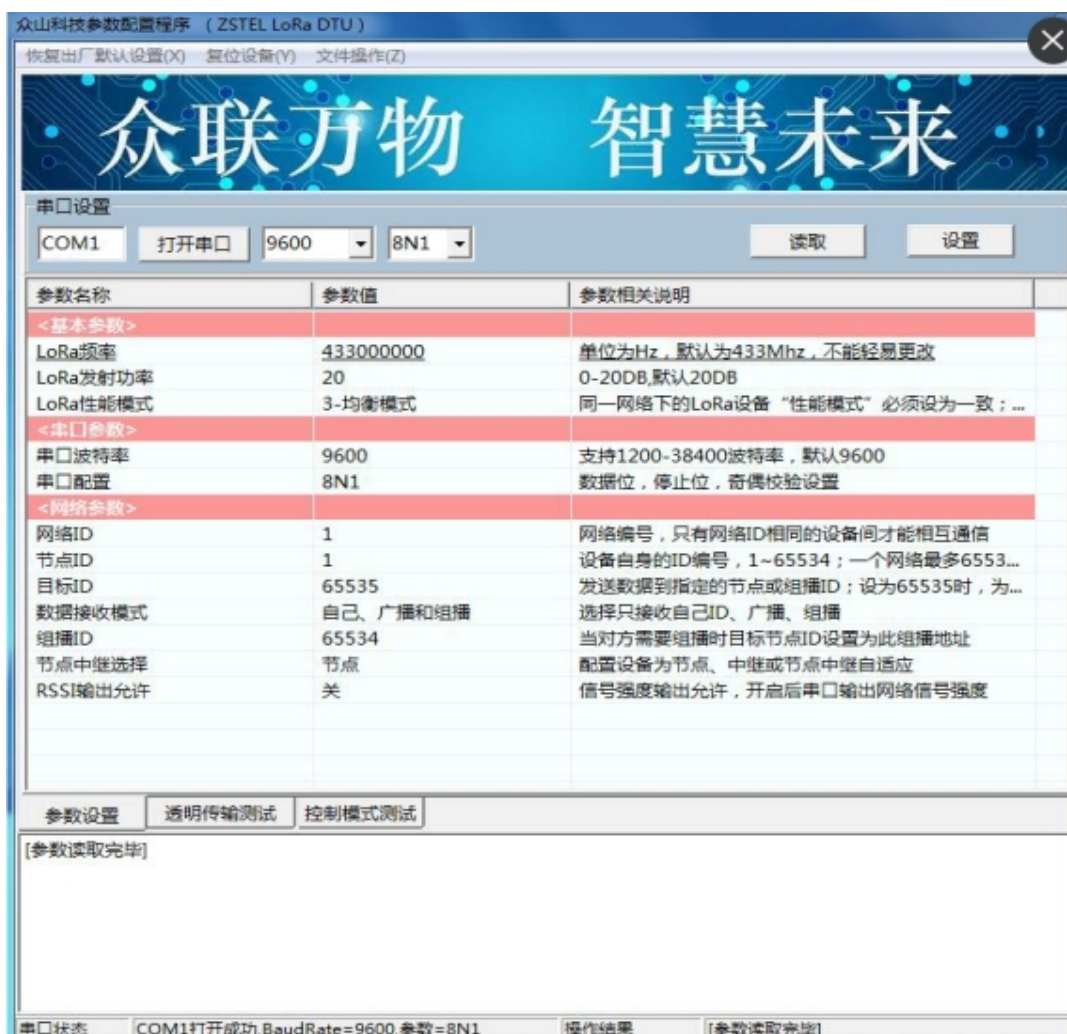 众山科技参数配置程序 （ZSTEL LoRa DTU）
恢复出厂默认设置(X) 复位设备(Y) 文件操作(Z)
众联万物 智慧未来
串口设置
COM1 打开串口 9600 8N1 读取 设置
参数名称 参数值 参数相关说明
<基本参数>
LoRa频率 433000000 单位为Hz，默认为433Mhz，不能轻易更改
LoRa发射功率 20 0-20DB,默认20DB
LoRa性能模式 3-均衡模式 同一网络下的LoRa设备“性能模式”必须设为一致；...
<串口参数>
串口波特率 9600 支持1200-38400波特率，默认9600
串口配置 8N1 数据位，停止位，奇偶校验设置
<网络参数>
网络ID 1 网络编号，只有网络ID相同的设备间才能相互通信
节点ID 1 设备自身的ID编号，1~65534；一个网络最多6553...
目标ID 65535 发送数据到指定的节点或组播ID；设为65535时，为...
数据接收模式 自己、广播和组播 选择只接收自己ID、广播、组播
组播ID 65534 当对方需要组播时目标节点ID设置为此组播地址
节点中继选择 节点 配置设备为节点、中继或节点中继自适应
RSSI输出允许 关 信号强度输出允许，开启后串口输出网络信号强度
参数设置 透明传输测试 控制模式测试
[参数读取完毕]
串口状态 COM1打开成功,BaudRate=9600,参数=8N1 操作结果 [参数读取完毕]